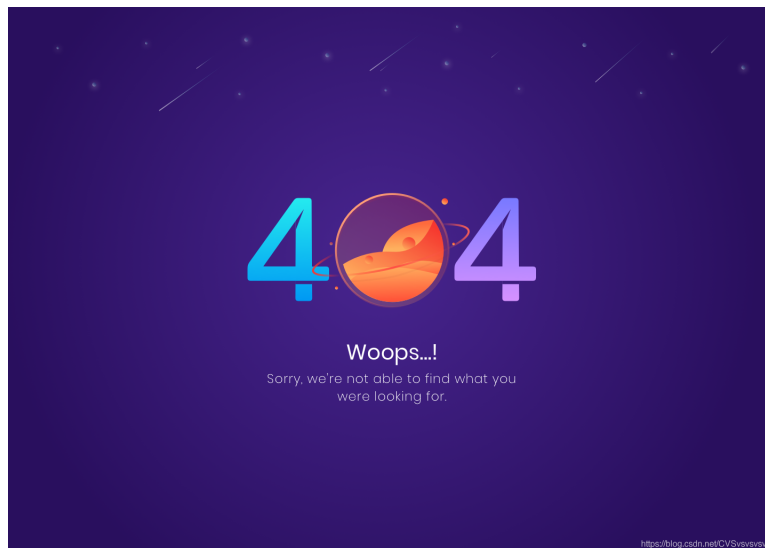 404
Woops...!
Sorry, we're not able to find what you
were looking for.
https://blog.csdn.net/CVSvsvsvsv